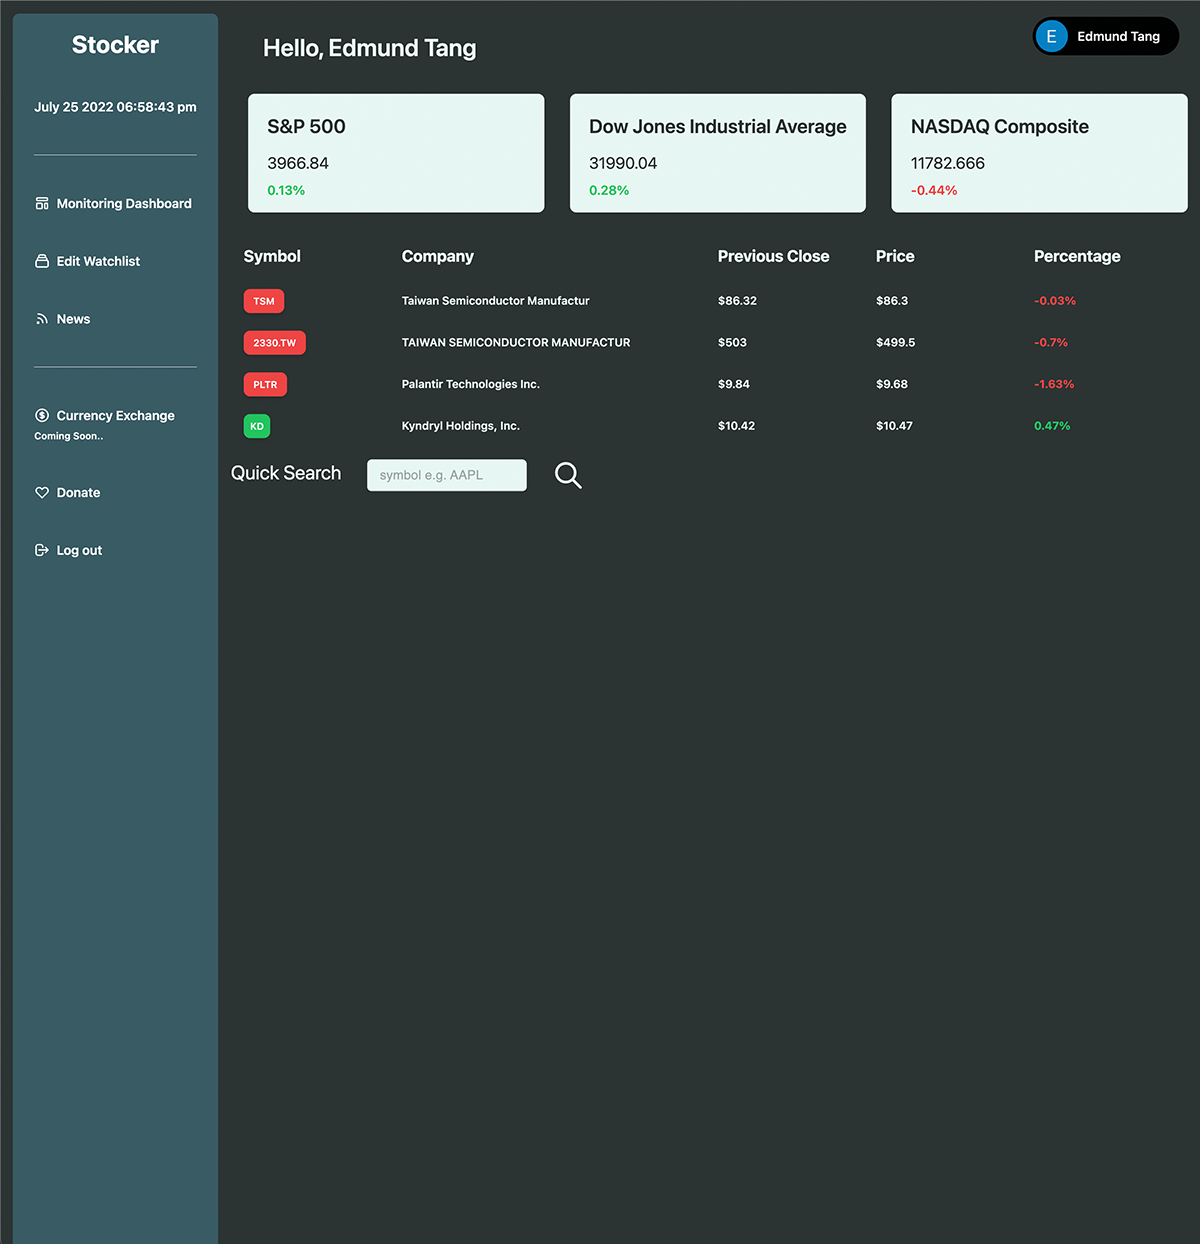 Stocker
July 25 2022 06:58:43 pm
Monitoring Dashboard
Edit Watchlist
News
Currency Exchange
Coming Soon..
Donate
Log out
Hello, Edmund Tang
E Edmund Tang
S&P 500
3966.84
0.13%
Dow Jones Industrial Average
31990.04
0.28%
NASDAQ Composite
11782.666
-0.44%
Symbol Company Previous Close Price Percentage
TSM Taiwan Semiconductor Manufactur $86.32 $86.3 -0.03%
2330.TW TAIWAN SEMICONDUCTOR MANUFACTUR $503 $499.5 -0.7%
PLTR Palantir Technologies Inc. $9.84 $9.68 -1.63%
KD Kyndryl Holdings, Inc. $10.42 $10.47 0.47%
Quick Search symbol e.g. AAPL